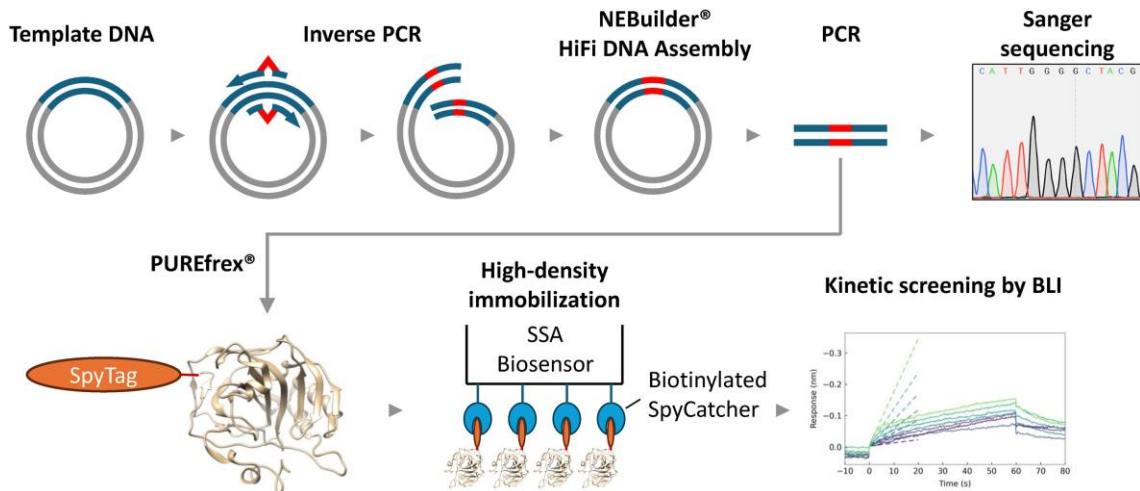 Template DNA
Inverse PCR
NEBuilder®
HiFi DNA Assembly
PCR
Sanger
sequencing
C A T T G G G G C T A C G
PUREfrex®
SpyTag
High-density
immobilization
SSA
Biosensor
Biotinylated
SpyCatcher
Kinetic screening by BLI
Response (nm)
−0.3
−0.2
−0.1
0.0
−10 0 10 20 30 40 50 60 70 80
Time (s)